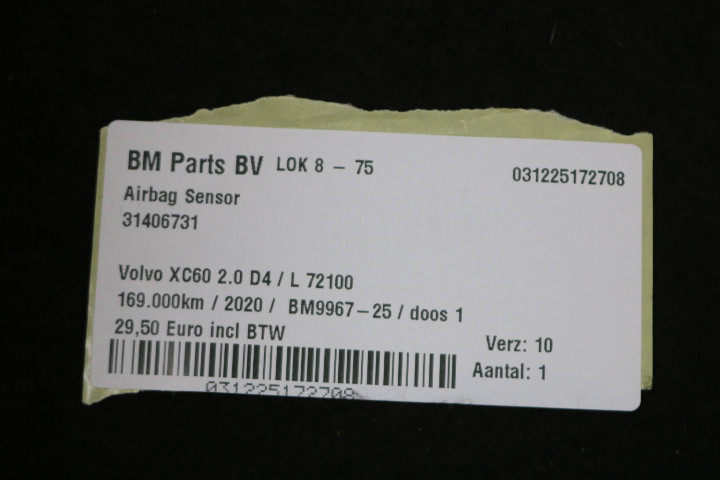 BM Parts BV LOK 8 - 75 031225172708
Airbag Sensor
31406731
Volvo XC60 2.0 D4 / L 72100
169.000km / 2020 / BM9967-25 / doos 1
29,50 Euro incl BTW Verz: 10
Aantal: 1
031225172708